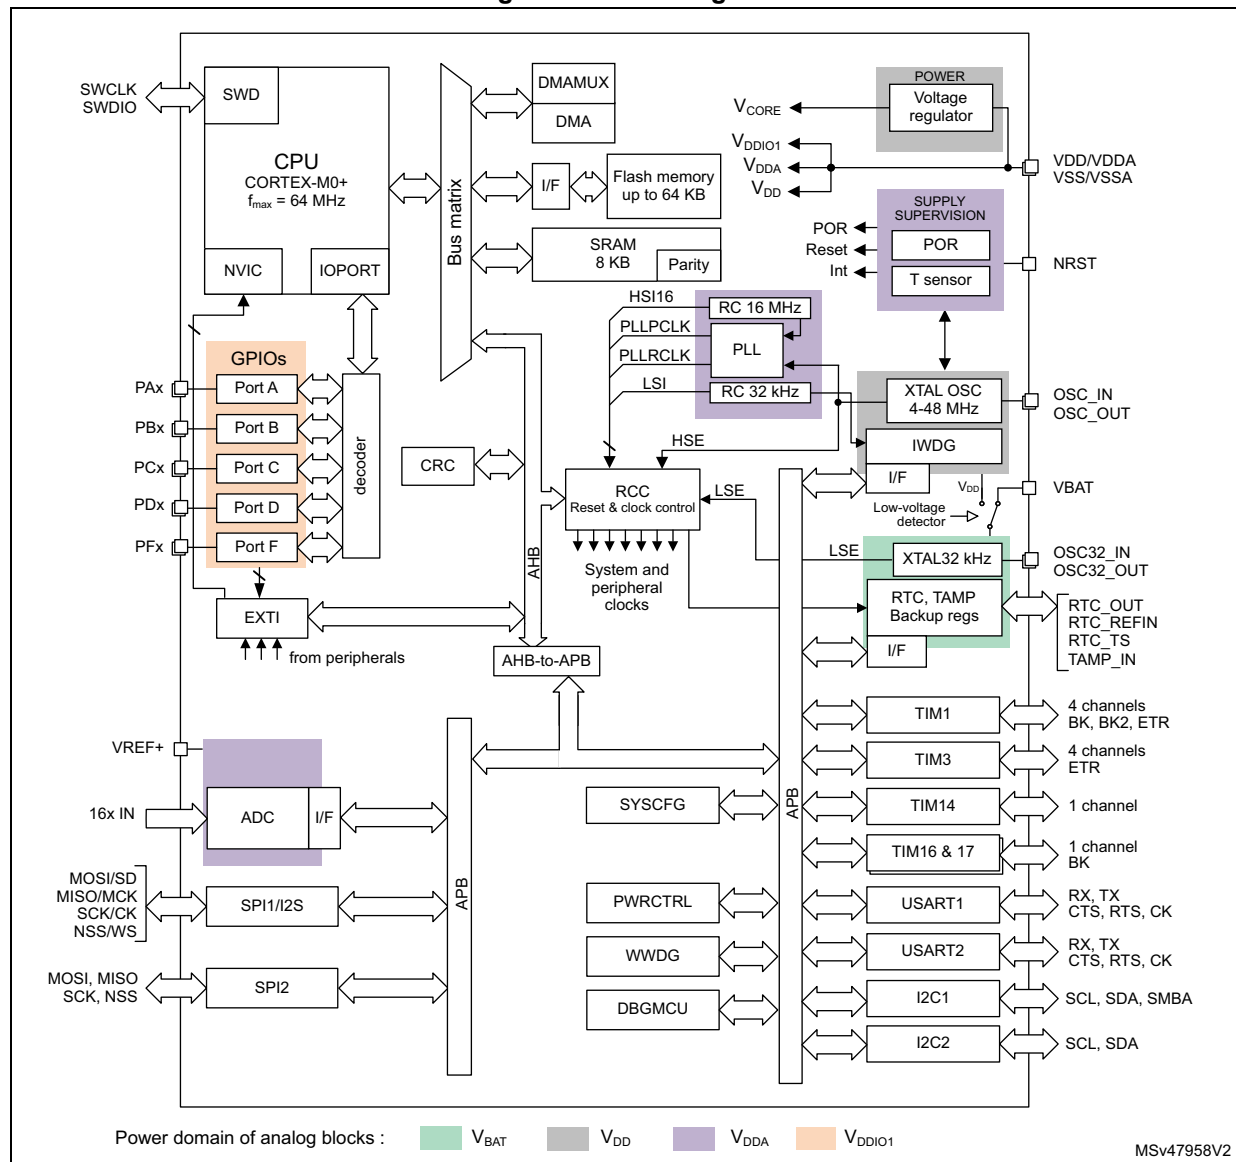 SWCLK
SWDIO
SWD
CPU
CORTEX-M0+
fmax = 64 MHz
NVIC
IOPORT
Bus matrix
DMAMUX
DMA
I/F
Flash memory
up to 64 KB
SRAM
8 KB
Parity
POWER
Voltage
regulator
VCORE
VDDIO1
VDDA
VDD
VDD/VDDA
VSS/VSSA
SUPPLY
SUPERVISION
POR
T sensor
POR
Reset
Int
NRST
HSI16
PLLPCLK
PLLRCLK
LSI
RC 16 MHz
PLL
RC 32 kHz
GPIOs
PAx
Port A
PBx
Port B
PCx
Port C
PDx
Port D
PFx
Port F
decoder
CRC
XTAL OSC
4-48 MHz
OSC_IN
OSC_OUT
IWDG
I/F
HSE
RCC
Reset & clock control
LSE
VDD
VBAT
Low-voltage
detector
LSE
XTAL32 kHz
OSC32_IN
OSC32_OUT
RTC, TAMP
Backup regs
I/F
RTC_OUT
RTC_REFIN
RTC_TS
TAMP_IN
System and
peripheral
clocks
AHB
EXTI
from peripherals
AHB-to-APB
VREF+
16x IN
ADC
I/F
MOSI/SD
MISO/MCK
SCK/CK
NSS/WS
SPI1/I2S
MOSI, MISO
SCK, NSS
SPI2
APB
SYSCFG
PWRCTRL
WWDG
DBGMCU
APB
TIM1
4 channels
BK, BK2, ETR
TIM3
4 channels
ETR
TIM14
1 channel
TIM16 & 17
1 channel
BK
USART1
RX, TX
CTS, RTS, CK
USART2
RX, TX
CTS, RTS, CK
I2C1
SCL, SDA, SMBA
I2C2
SCL, SDA
Power domain of analog blocks : VBAT VDD VDDA VDDIO1
MSv47958V2